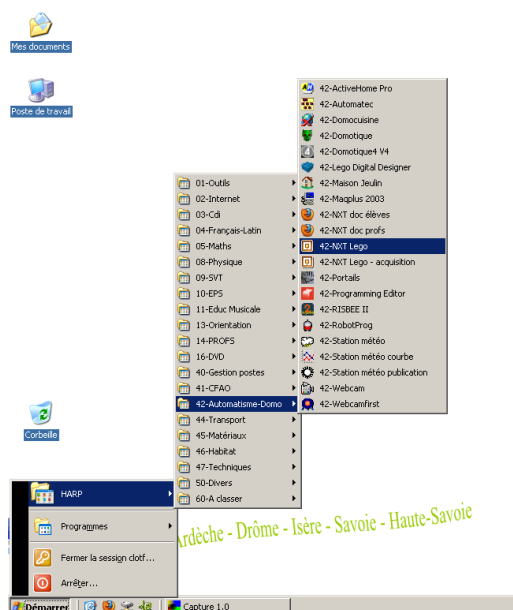 Mes documents
Poste de travail
Corbeille
42-ActiveHome Pro
42-Automatec
42-Domocuisine
42-Domotique
42-Domotique4 V4
42-Lego Digital Designer
42-Maison Jeulin
42-Maqplus 2003
42-NXT doc élèves
42-NXT doc profs
42-NXT Lego
42-NXT Lego - acquisition
42-Portails
42-Programming Editor
42-RISBEE II
42-RobotProg
42-Station météo
42-Station météo courbe
42-Station météo publication
42-Webcam
42-Webcamfirst
01-Outils
02-Internet
03-Cdi
04-Français-Latin
05-Maths
08-Physique
09-SVT
10-EPS
11-Educ Musicale
13-Orientation
14-PROFS
16-DVD
40-Gestion postes
41-CFAO
42-Automatisme-Domo
44-Transport
45-Matériaux
46-Habitat
47-Techniques
50-Divers
60-A classer
HARP
Programmes
Fermer la session clotf...
Arrêter...
rdèche - Drôme - Isère - Savoie - Haute-Savoie
Démarrer
Capture 1.0